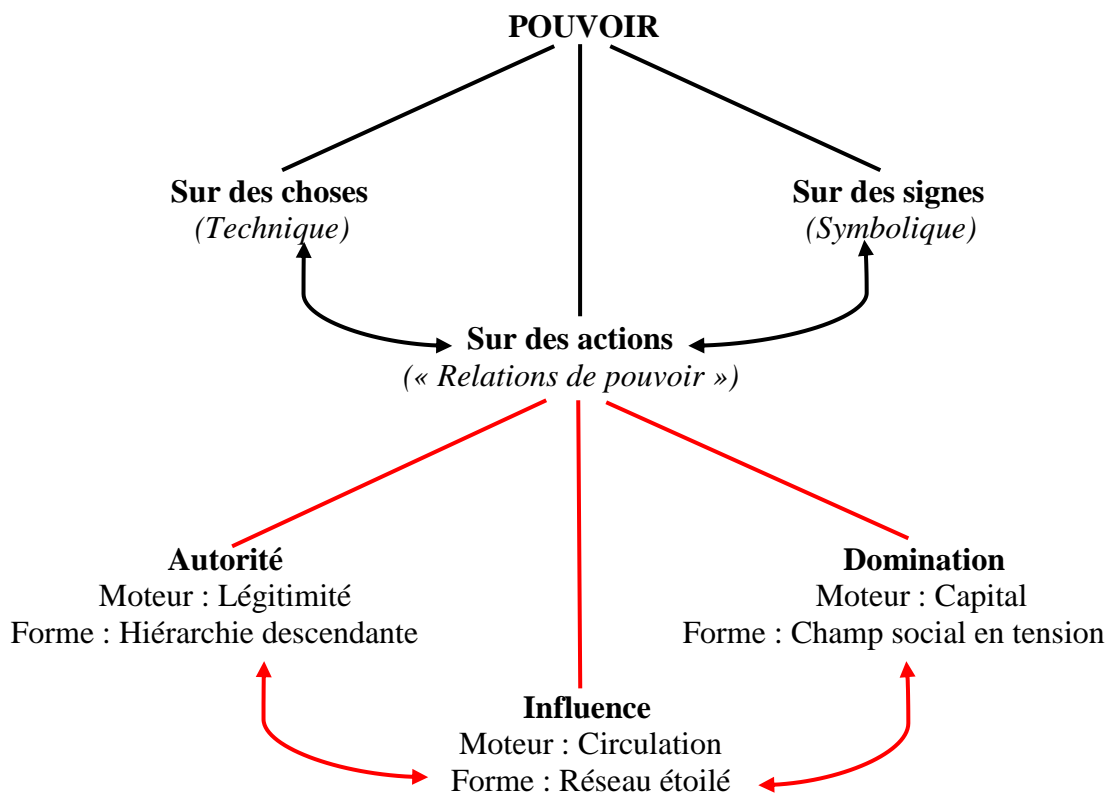 POUVOIR
Sur des choses
(Technique)
Sur des signes
(Symbolique)
Sur des actions
(« Relations de pouvoir »)
Autorité
Moteur : Légitimité
Forme : Hiérarchie descendante
Domination
Moteur : Capital
Forme : Champ social en tension
Influence
Moteur : Circulation
Forme : Réseau étoilé